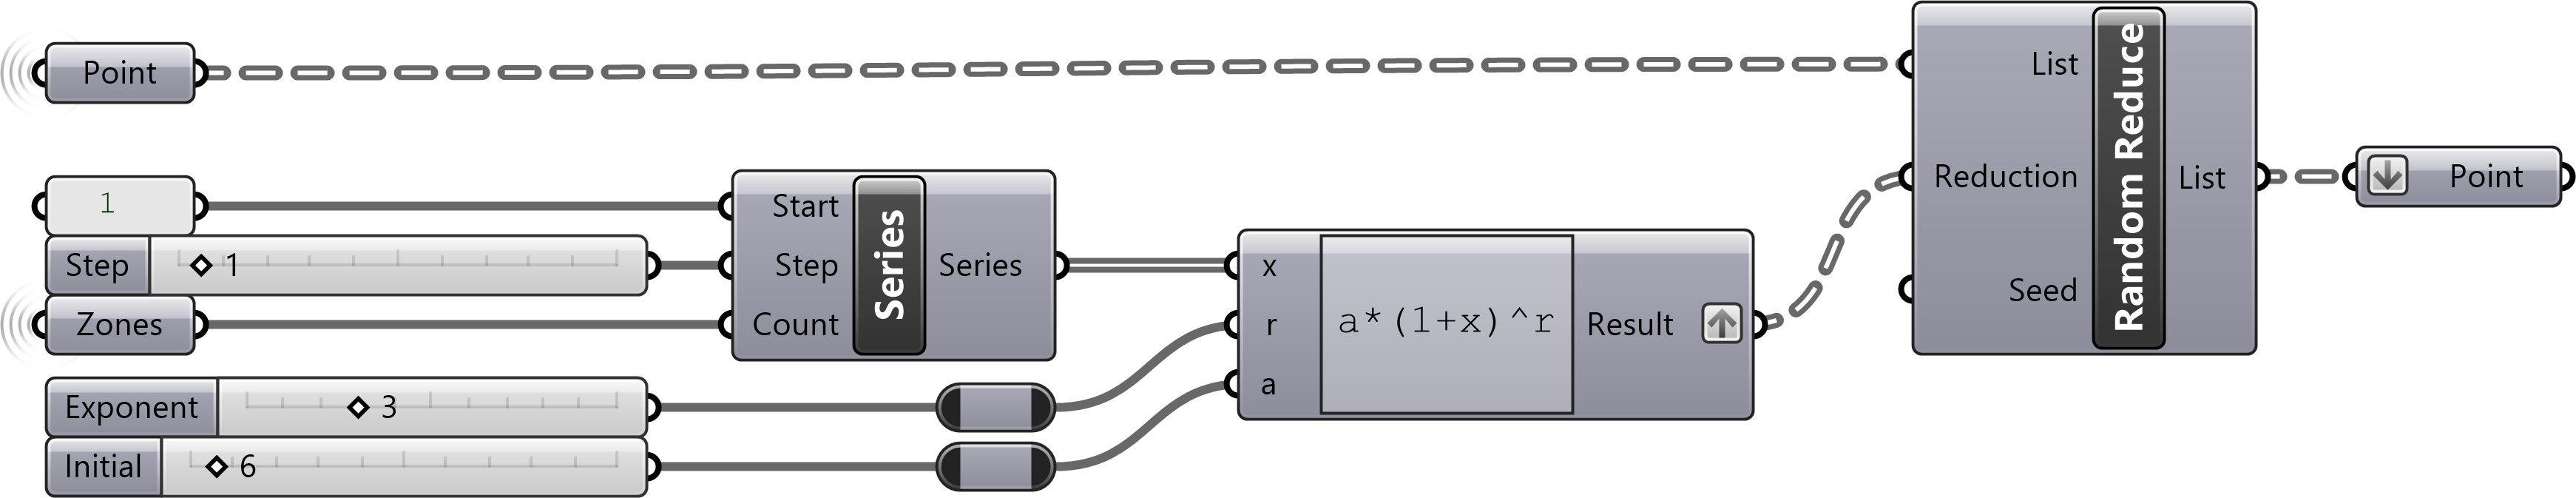 Point
1
Step 1
Zones
Exponent 3
Initial 6
Start
Step
Count
Series
Series
x
r
a
a*(1+x)^r
Result
List
Reduction
Seed
Random Reduce
List
Point